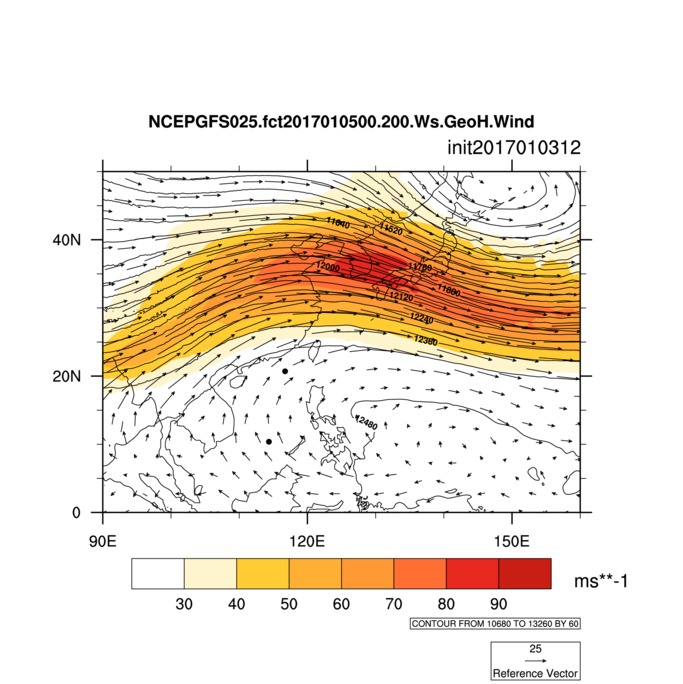 NCEPGFS025.fct2017010500.200.Ws.GeoH.Wind
init2017010312
11040
11520
40N
12000
11760
11880
12120
12240
12360
20N
12480
0
90E 120E 150E
ms**-1
30 40 50 60 70 80 90
CONTOUR FROM 10680 TO 13260 BY 60
25
Reference Vector